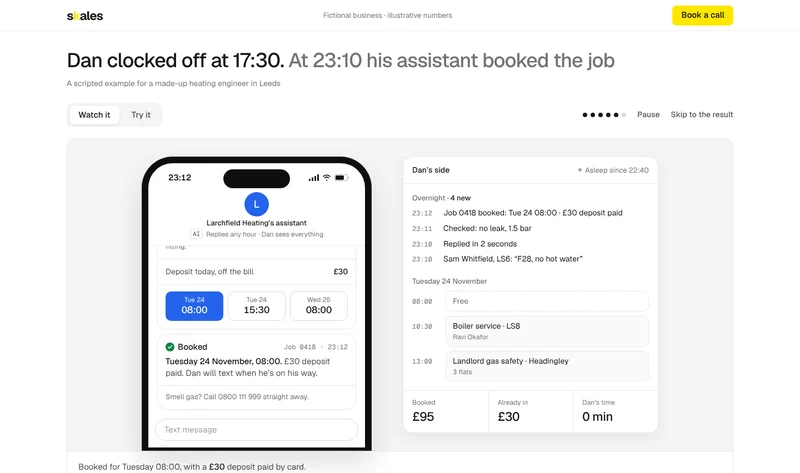 skales
Fictional business · illustrative numbers
Book a call
Dan clocked off at 17:30. At 23:10 his assistant booked the job
A scripted example for a made-up heating engineer in Leeds
Watch it
Try it
Pause
Skip to the result
23:12
L
Larchfield Heating's assistant
AI Replies any hour · Dan sees everything
fitting.
Deposit today, off the bill £30
Tue 24
08:00
Tue 24
15:30
Wed 25
08:00
Booked
Job 0418 · 23:12
Tuesday 24 November, 08:00. £30 deposit
paid. Dan will text when he's on his way.
Smell gas? Call 0800 111 999 straight away.
Text message
Dan's side
Asleep since 22:40
Overnight · 4 new
23:12 Job 0418 booked: Tue 24 08:00 · £30 deposit paid
23:11 Checked: no leak, 1.5 bar
23:10 Replied in 2 seconds
23:10 Sam Whitfield, LS6: “F28, no hot water”
Tuesday 24 November
08:00 Free
10:30 Boiler service · LS8
Ravi Okafor
13:00 Landlord gas safety · Headingley
3 flats
Booked
£95
Already in
£30
Dan's time
0 min
Booked for Tuesday 08:00, with a £30 deposit paid by card.